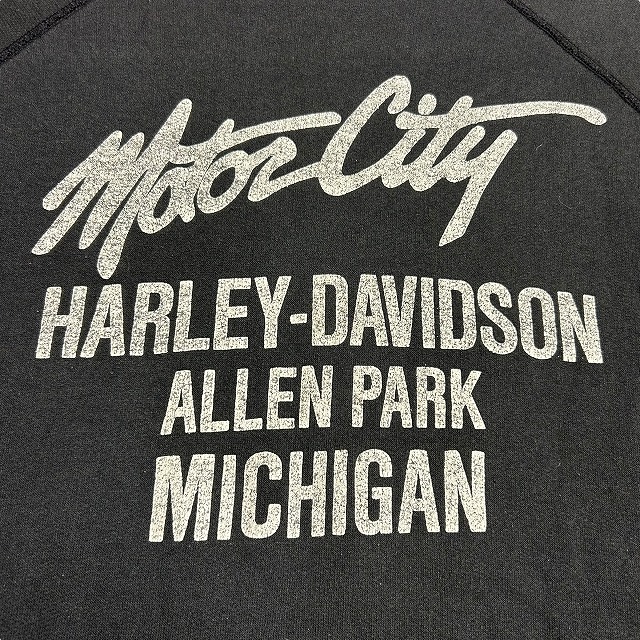 Motor City
HARLEY-DAVIDSON
ALLEN PARK
MICHIGAN